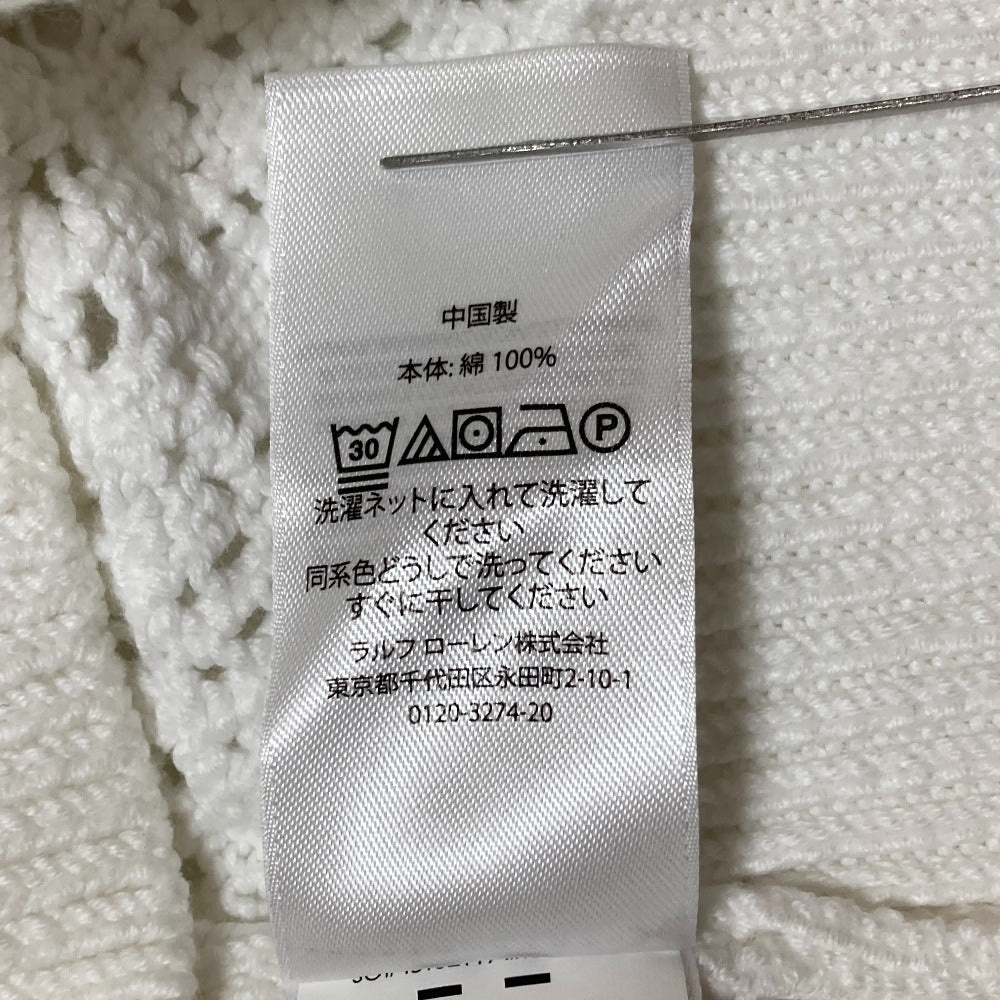 中国製
本体: 綿 100%
30
P
洗濯ネットに入れて洗濯して
ください
同系色どうしで洗ってください
すぐに干してください
ラルフ ローレン株式会社
東京都千代田区永田町2-10-1
0120-3274-20